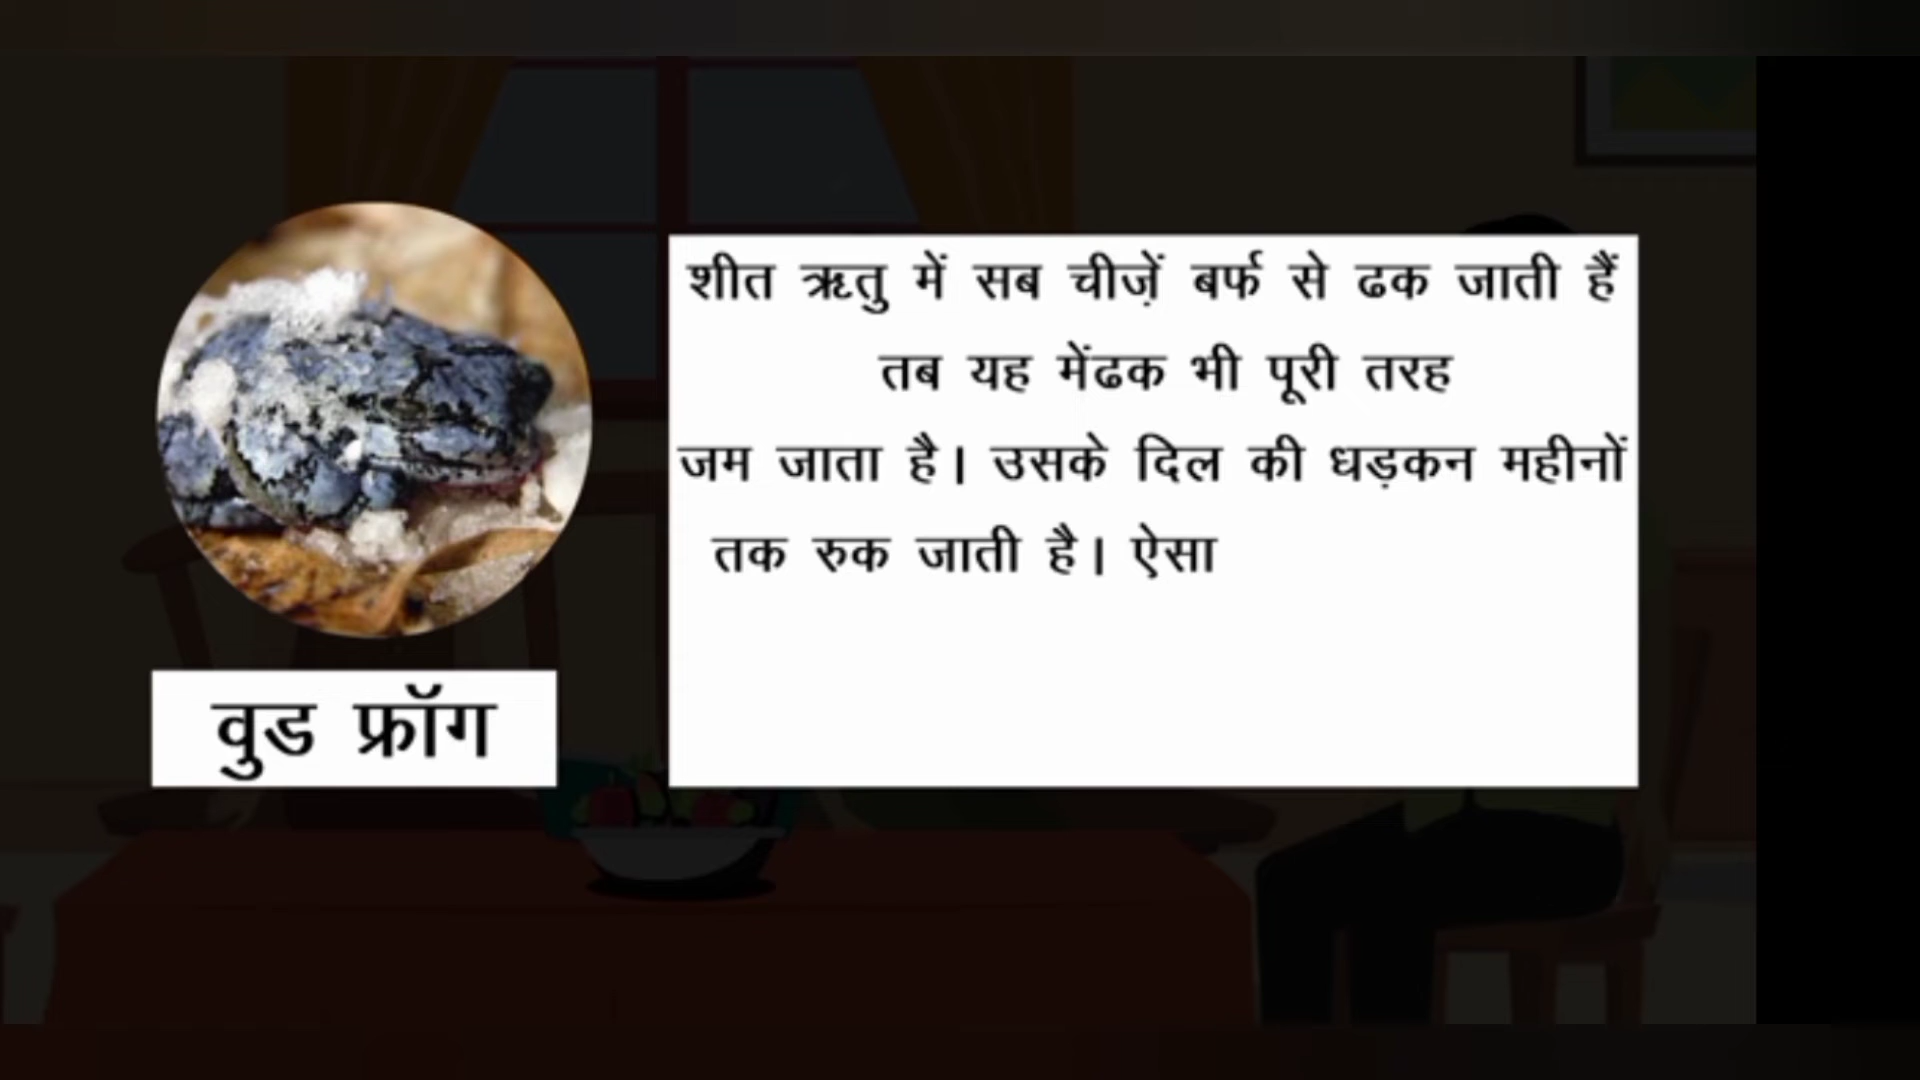 शीत ऋतु में सब चीज़ें बर्फ से ढक जाती हैं
तब यह मेंढक भी पूरी तरह
जम जाता है। उसके दिल की धड़कन महीनों
तक रुक जाती है। ऐसा
वुड फ्रॉग